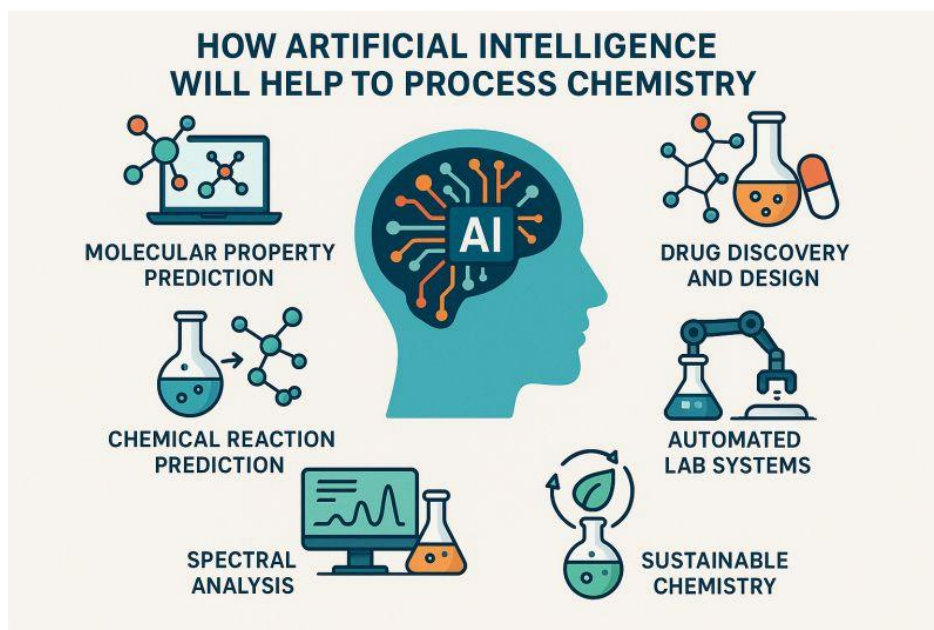 HOW ARTIFICIAL INTELLIGENCE
WILL HELP TO PROCESS CHEMISTRY
AI
MOLECULAR PROPERTY
PREDICTION
DRUG DISCOVERY
AND DESIGN
CHEMICAL REACTION
PREDICTION
AUTOMATED
LAB SYSTEMS
SPECTRAL
ANALYSIS
SUSTAINABLE
CHEMISTRY